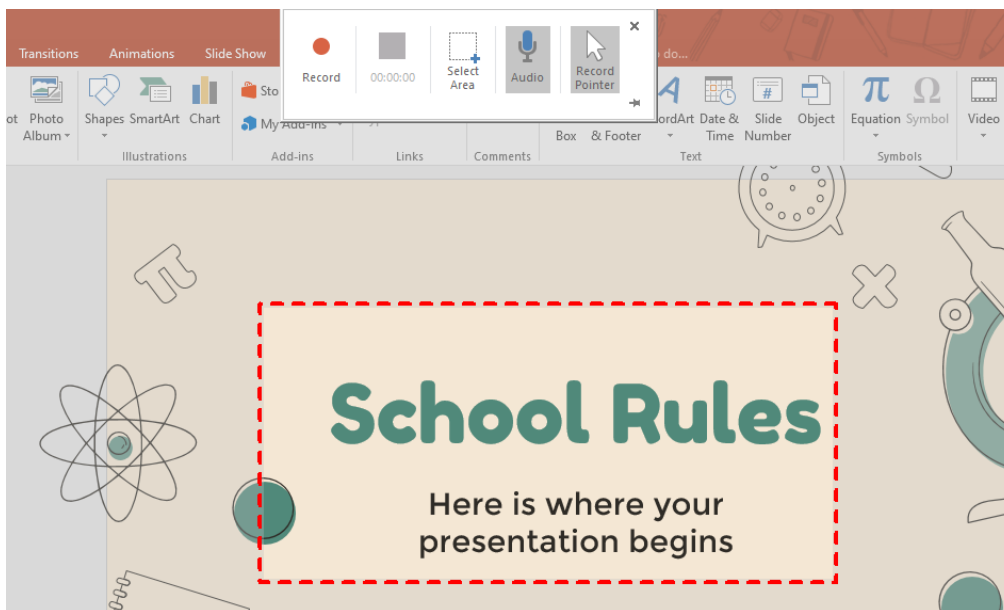 Transitions Animations Slide Show do...
Record 00:00:00 Select Area Audio Record Pointer
Sto
ot Photo Album Shapes SmartArt Chart My Add-ins Box & Footer ordArt Date & Time Slide Number Object Equation Symbol Video
Illustrations Add-ins Links Comments Text Symbols
School Rules
Here is where your
presentation begins